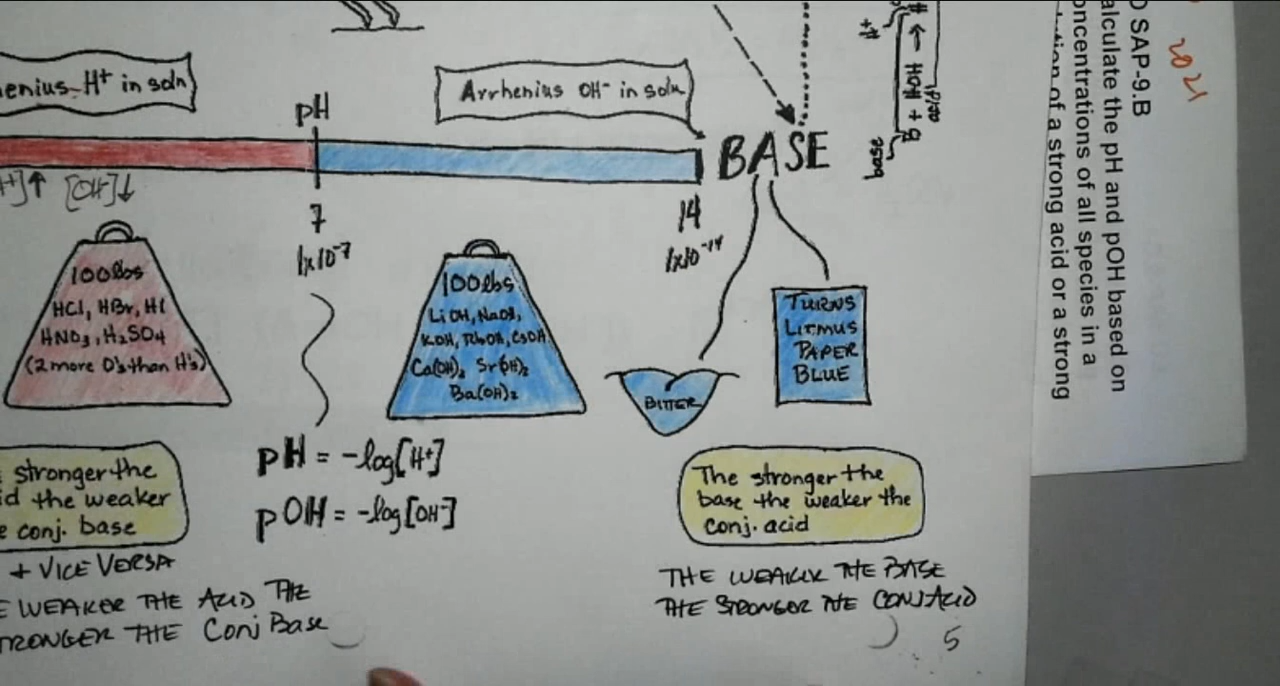 enius-H⁺ in soln
Arrhenius OH⁻ in soln
pH
BASE
⁺]↑ [OH⁻]↓
7
1x10⁻⁷
14
1x10⁻¹⁴
100lbs
HCl, HBr, HI
HNO₃, H₂SO₄
(2 more O's than H's)
100lbs
LiOH, NaOH,
KOH, RbOH, CsOH
Ca(OH)₂ Sr(OH)₂
Ba(OH)₂
BITTER
TURNS
LITMUS
PAPER
BLUE
pH = -log[H⁺]
pOH = -log[OH⁻]
stronger the
id the weaker
e conj. base
+ VICE VERSA
E WEAKER THE ACID THE
TRONGER THE Conj Base
The stronger the
base the weaker the
conj. acid
THE WEAKER THE BASE
THE STRONGER THE CONJ ACID
5
base
2021
SAP-9.B
alculate the pH and pOH based on
oncentrations of all species in a
of a strong acid or a strong